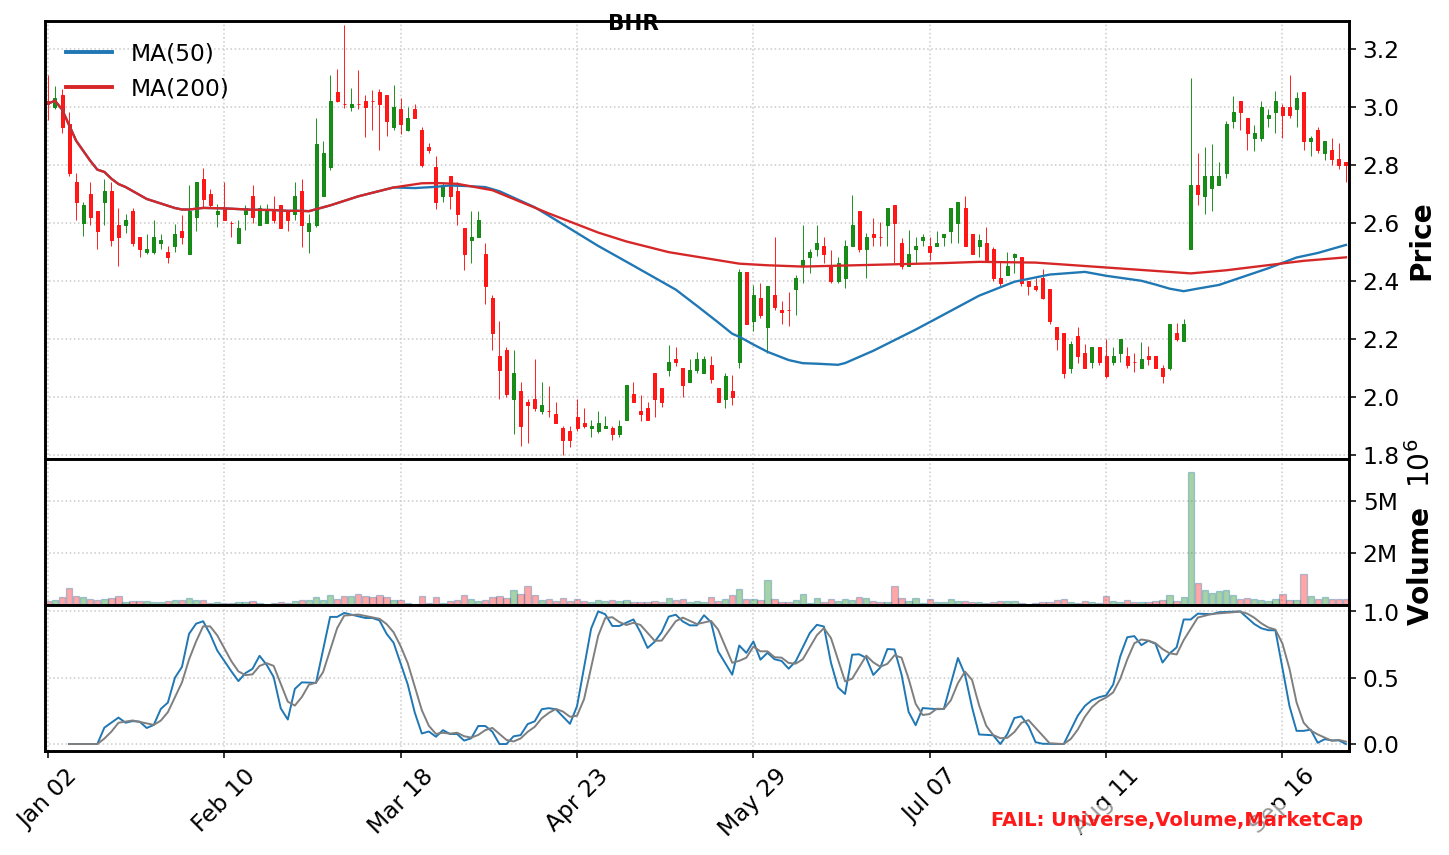 BHR
MA(50)
MA(200)
3.2
3.0
2.8
2.6
2.4
2.2
2.0
1.8
Price
5M
2M
Volume 10^6
1.0
0.5
0.0
Jan 02
Feb 10
Mar 18
Apr 23
May 29
Jul 07
Aug 11
Sep 16
FAIL: Universe,Volume,MarketCap